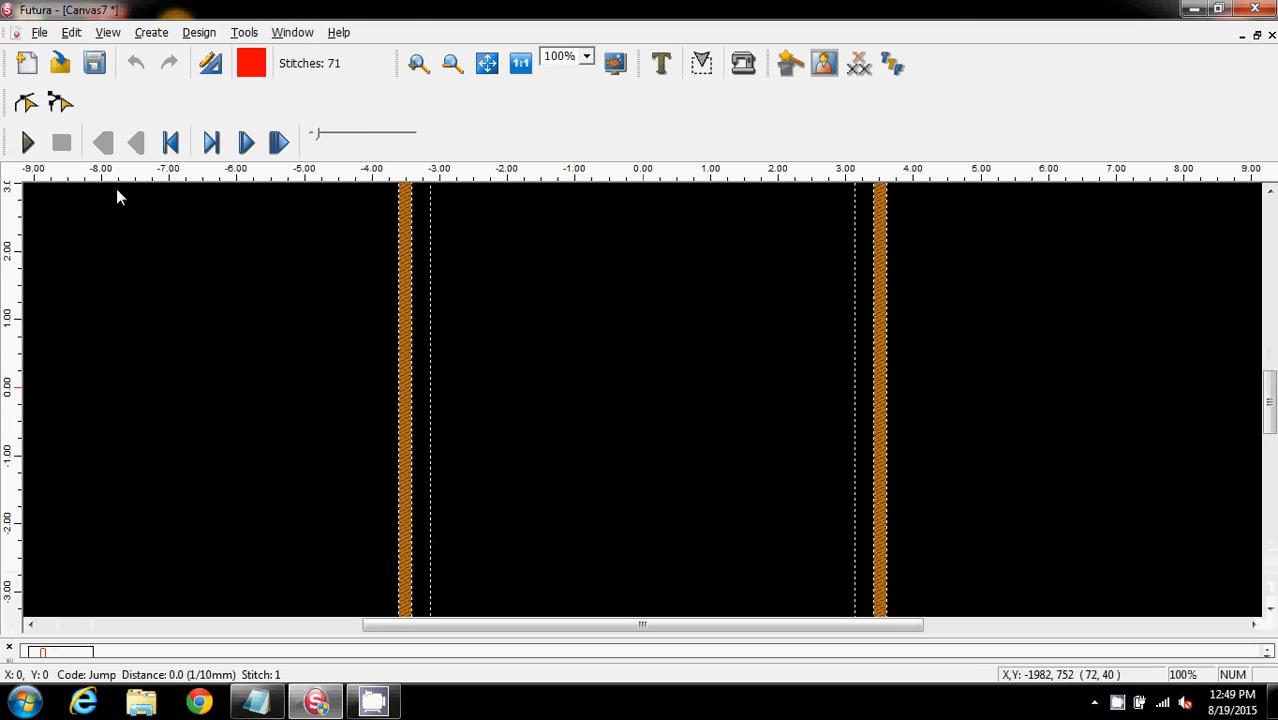 Futura - [Canvas7 *]
File Edit View Create Design Tools Window Help
Stitches: 71
100%
1:1
T
-9.00 -8.00 -7.00 -6.00 -5.00 -4.00 -3.00 -2.00 -1.00 0.00 1.00 2.00 3.00 4.00 5.00 6.00 7.00 8.00 9.00
2.00
1.00
0.00
-1.00
-2.00
-3.00
X: 0, Y: 0 Code: Jump Distance: 0.0 (1/10mm) Stitch: 1
X,Y: -1982, 752 ( 72, 40 )
100%
NUM
12:49 PM
8/19/2015